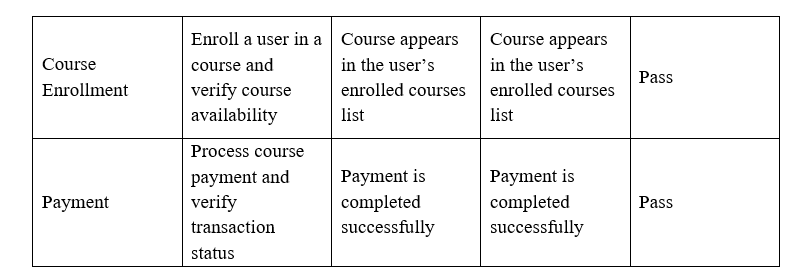 Course
Enrollment
Enroll a user in a
course and
verify course
availability
Course appears
in the user’s
enrolled courses
list
Course appears
in the user’s
enrolled courses
list
Pass
Payment
Process course
payment and
verify
transaction
status
Payment is
completed
successfully
Payment is
completed
successfully
Pass